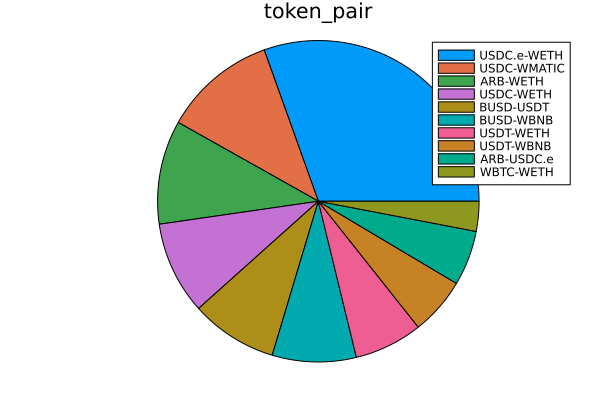 token_pair
USDC.e-WETH
USDC-WMATIC
ARB-WETH
USDC-WETH
BUSD-USDT
BUSD-WBNB
USDT-WETH
USDT-WBNB
ARB-USDC.e
WBTC-WETH